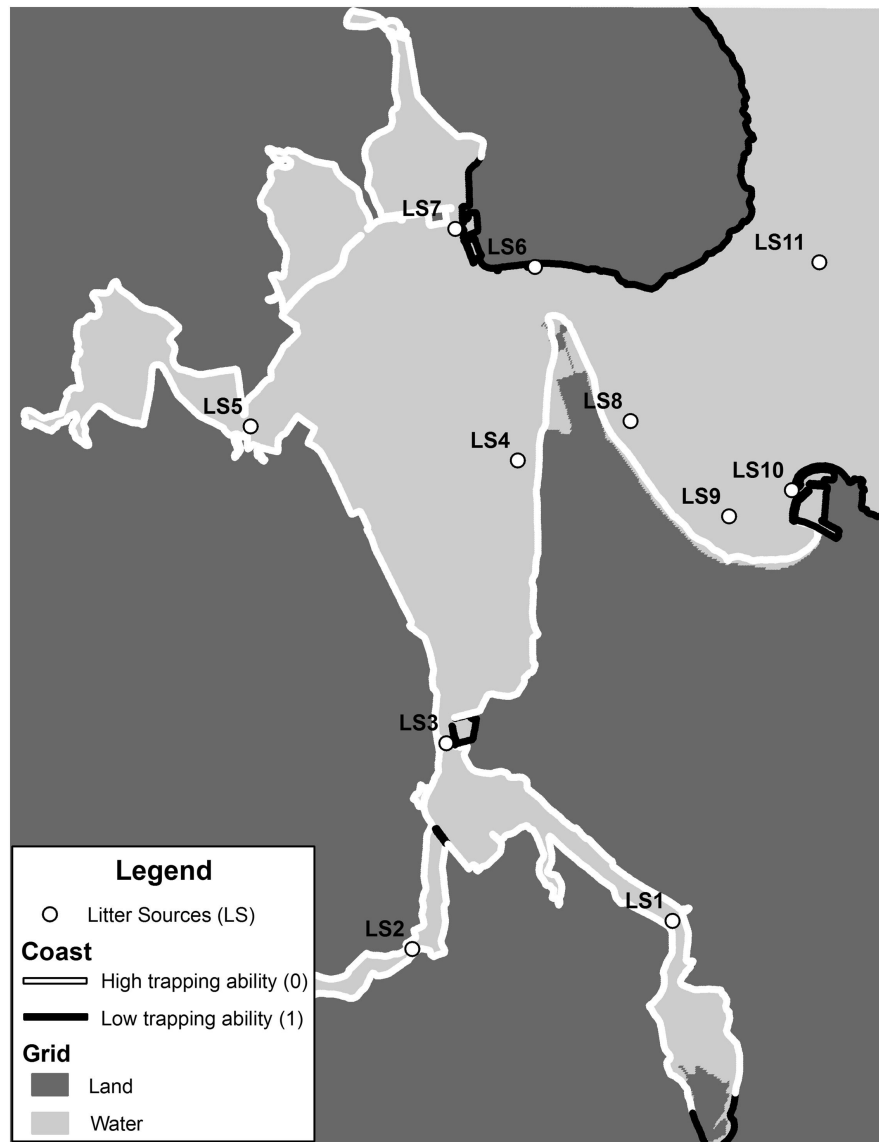 LS7
LS6
LS11
LS5
LS8
LS4
LS10
LS9
LS3
LS1
LS2
Legend
Litter Sources (LS)
Coast
High trapping ability (0)
Low trapping ability (1)
Grid
Land
Water